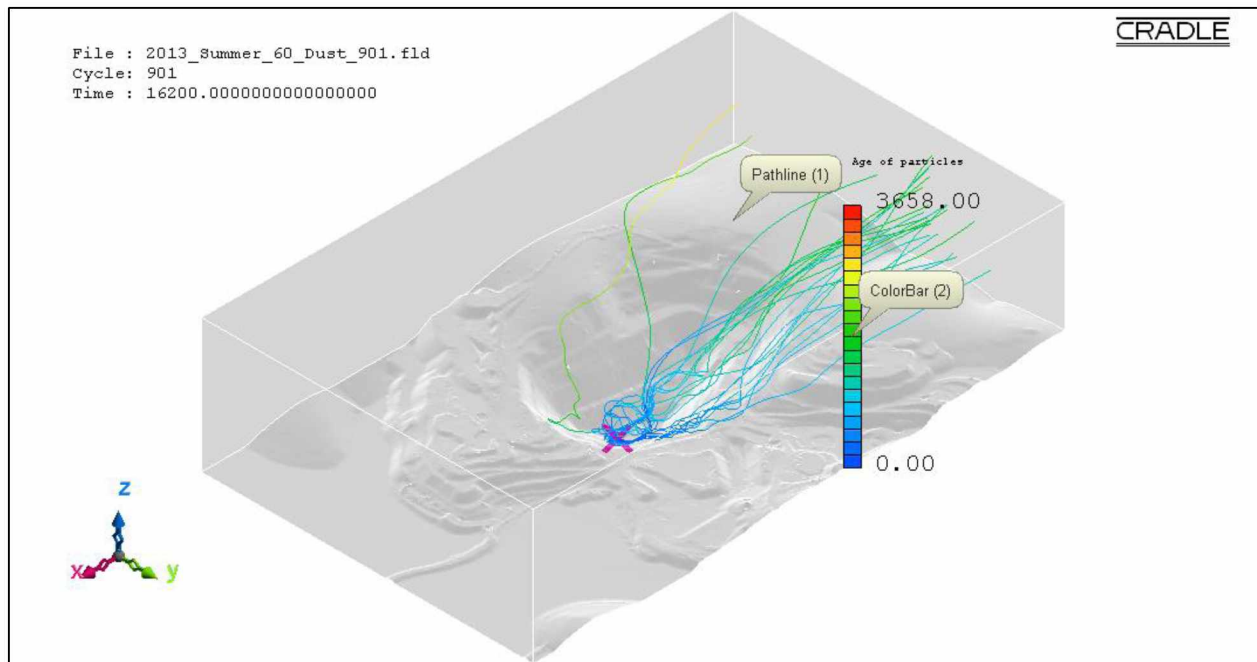 File : 2013_Summer_60_Dust_901.fld
Cycle: 901
Time : 16200.0000000000000000
CRADLE
Age of particles
Pathline (1)
3658.00
ColorBar (2)
0.00
z
x
y